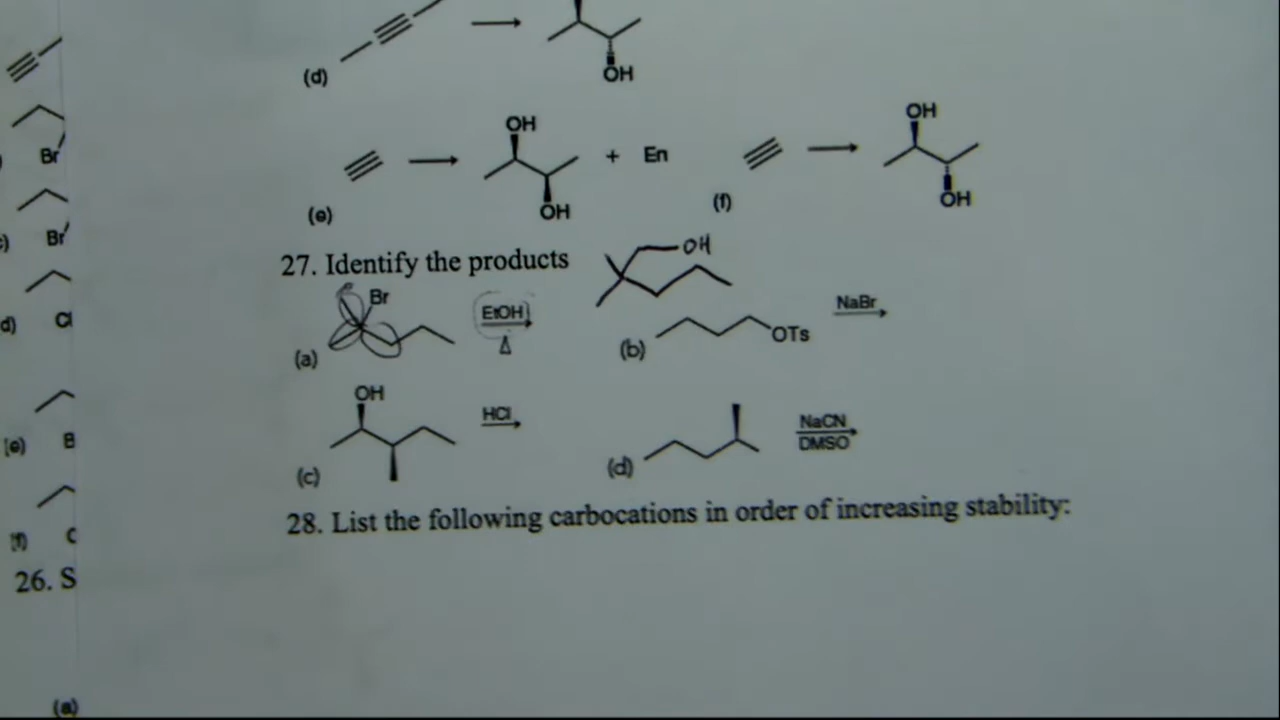 (d) OH
Br
OH OH
+ En
(e) OH (f) OH
Br
27. Identify the products OH
d) Cl (a) Br EtOH Δ (b) OTs NaBr
OH HCl NaCN
(e) B (c) (d) DMSO
28. List the following carbocations in order of increasing stability:
26. S
(a)